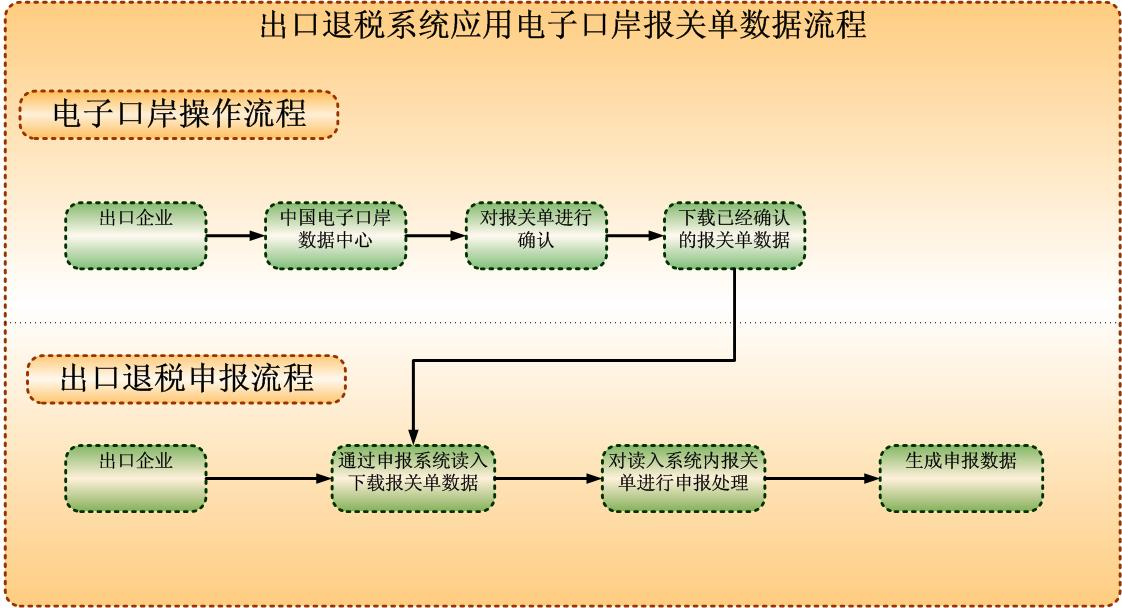 出口退税系统应用电子口岸报关单数据流程
电子口岸操作流程
出口企业
中国电子口岸
数据中心
对报关单进行
确认
下载已经确认
的报关单数据
出口退税申报流程
出口企业
通过申报系统读入
下载报关单数据
对读入系统内报关
单进行申报处理
生成申报数据